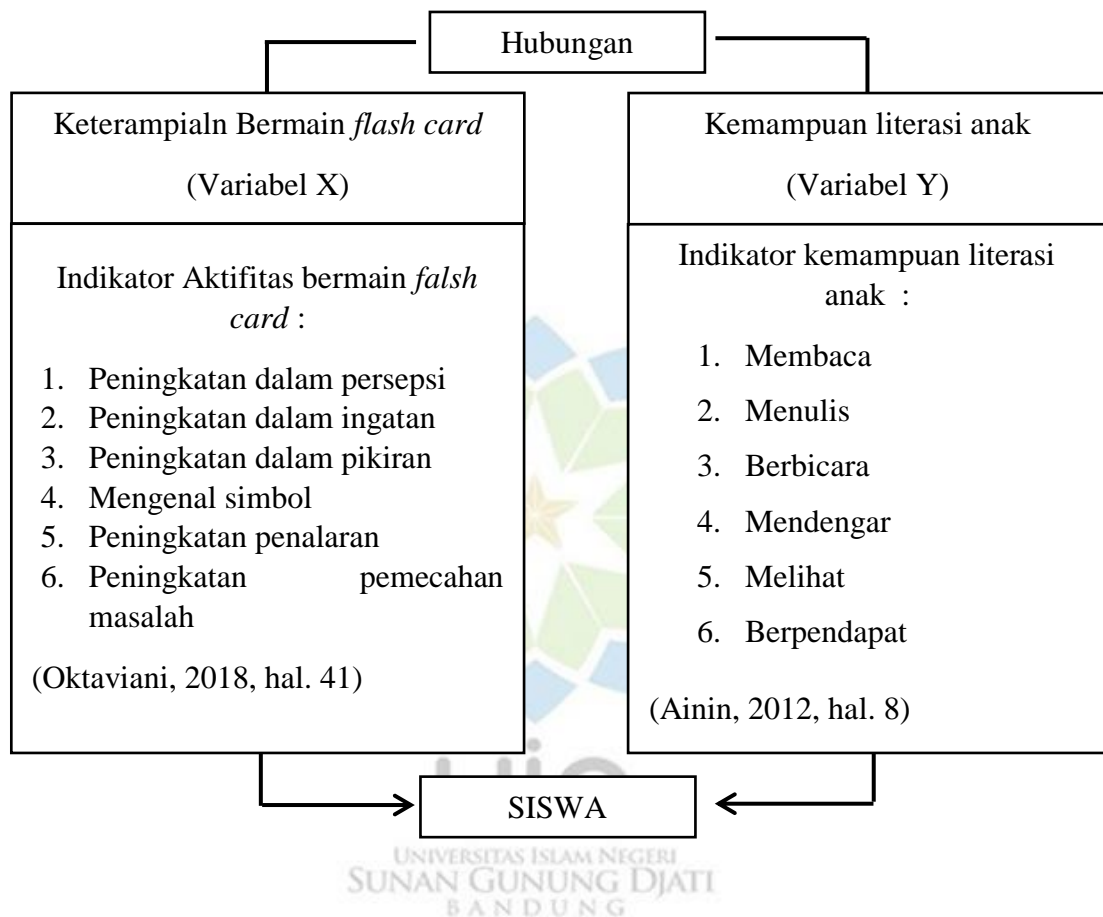 Hubungan
Keterampialn Bermain flash card
(Variabel X)
Indikator Aktifitas bermain falsh
card :
1. Peningkatan dalam persepsi
2. Peningkatan dalam ingatan
3. Peningkatan dalam pikiran
4. Mengenal simbol
5. Peningkatan penalaran
6. Peningkatan pemecahan
masalah
(Oktaviani, 2018, hal. 41)
Kemampuan literasi anak
(Variabel Y)
Indikator kemampuan literasi
anak :
1. Membaca
2. Menulis
3. Berbicara
4. Mendengar
5. Melihat
6. Berpendapat
(Ainin, 2012, hal. 8)
SISWA
UNIVERSITAS ISLAM NEGERI
SUNAN GUNUNG DJATI
BANDUNG